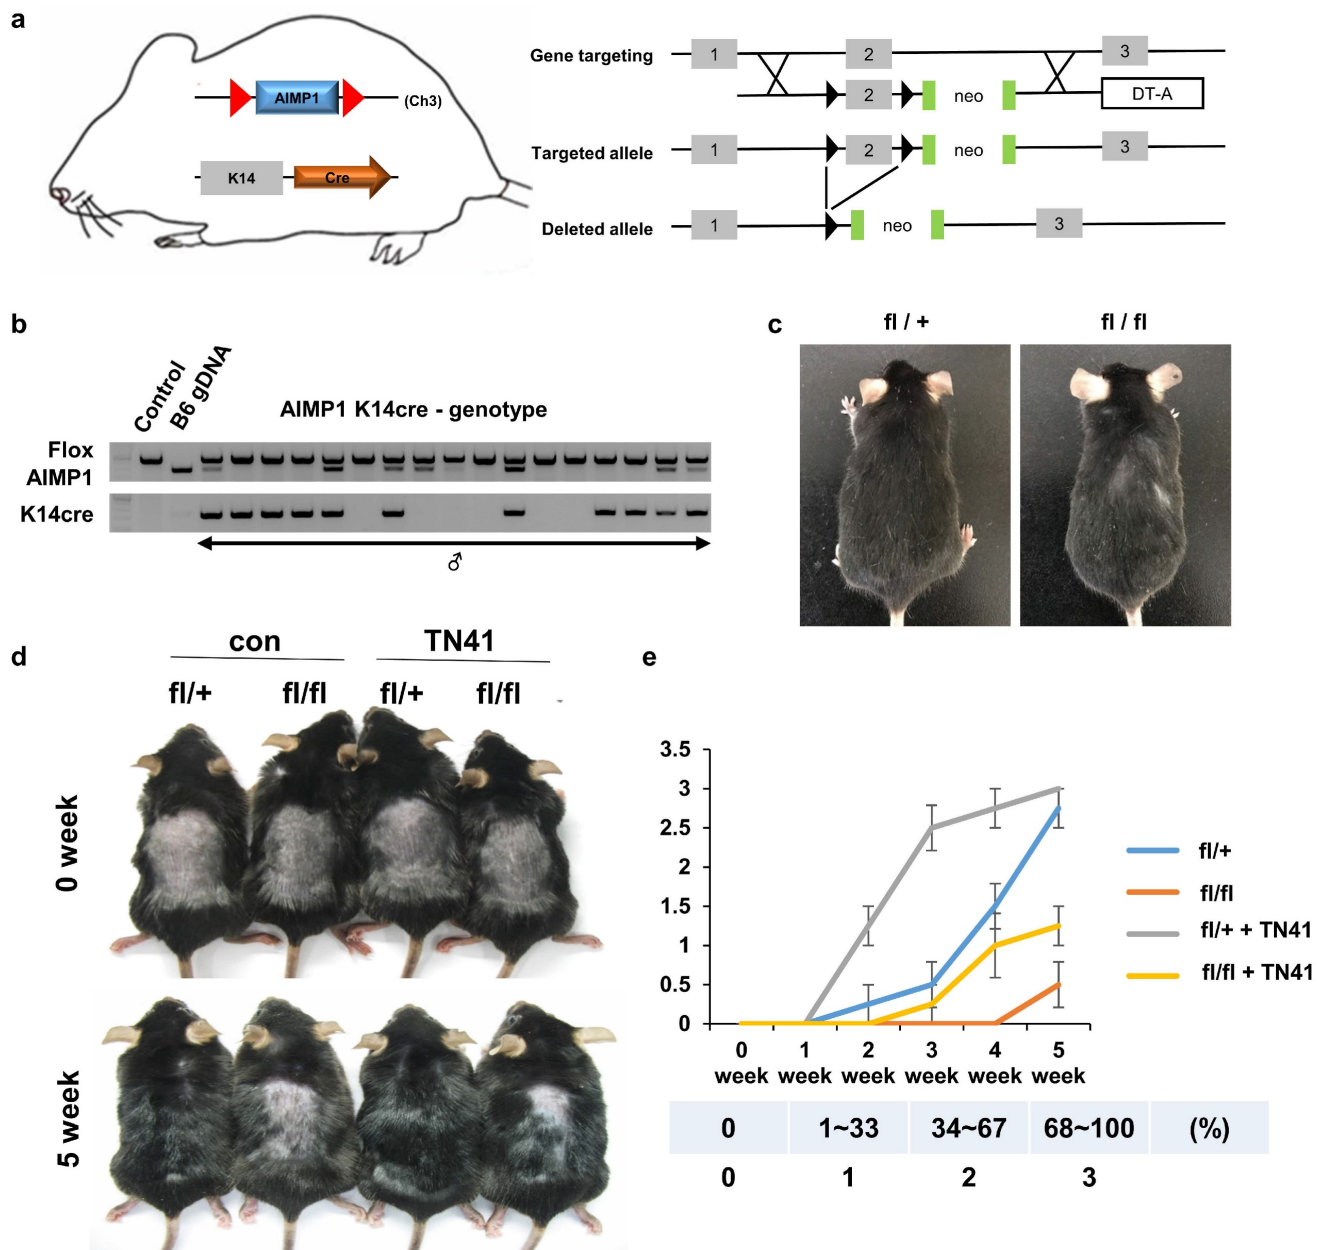 a
AIMP1
(Ch3)
K14
Cre
Gene targeting
1
2
3
2
neo
DT-A
Targeted allele
1
2
neo
3
Deleted allele
1
neo
3
b
Control
B6 gDNA
AIMP1 K14cre - genotype
Flox
AIMP1
K14cre
♂
c
fl / +
fl / fl
d
con
TN41
fl/+
fl/fl
fl/+
fl/fl
0 week
5 week
e
3.5
3
2.5
2
1.5
1
0.5
0
0 1 2 3 4 5
week week week week week week
fl/+
fl/fl
fl/+ + TN41
fl/fl + TN41
0 1~33 34~67 68~100 (%)
0 1 2 3